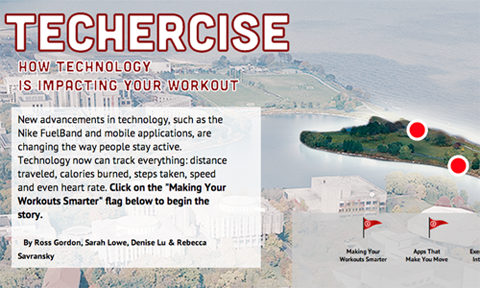 TECHERCISE
HOW TECHNOLOGY
IS IMPACTING YOUR WORKOUT
New advancements in technology, such as the
Nike FuelBand and mobile applications, are
changing the way people stay active.
Technology now can track everything: distance
traveled, calories burned, steps taken, speed
and even heart rate. Click on the "Making Your
Workouts Smarter" flag below to begin the
story.
By Ross Gordon, Sarah Lowe, Denise Lu & Rebecca
Savransky
Making Your
Workouts Smarter
Apps That
Make You Move